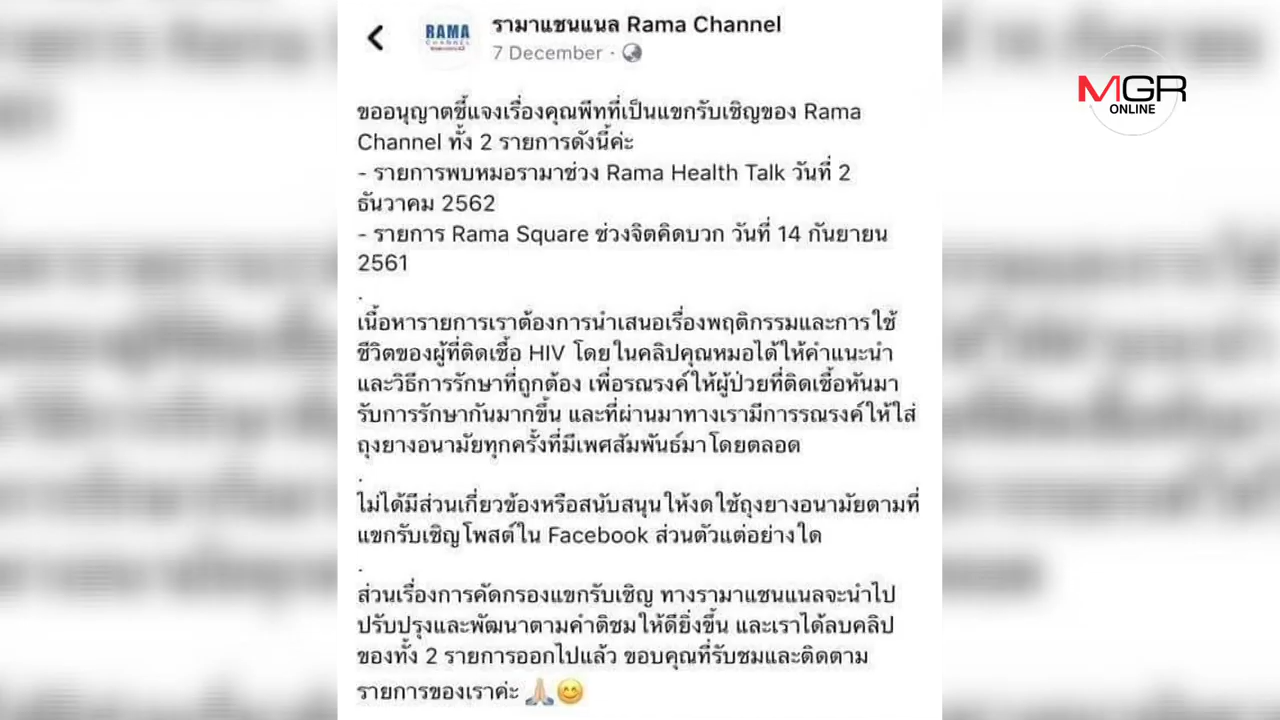 รามาแชนแนล Rama Channel
RAMA
CHANNEL
7 December ·
MGR
ONLINE
ขออนุญาตชี้แจงเรื่องคุณพีทที่เป็นแขกรับเชิญของ Rama
Channel ทั้ง 2 รายการดังนี้ค่ะ
- รายการพบหมอรามาช่วง Rama Health Talk วันที่ 2
ธันวาคม 2562
- รายการ Rama Square ช่วงจิตคิดบวก วันที่ 14 กันยายน
2561
.
เนื้อหารายการเราต้องการนำเสนอเรื่องพฤติกรรมและการใช้
ชีวิตของผู้ที่ติดเชื้อ HIV โดยในคลิปคุณหมอได้ให้คำแนะนำ
และวิธีการรักษาที่ถูกต้อง เพื่อรณรงค์ให้ผู้ป่วยที่ติดเชื้อหันมา
รับการรักษากันมากขึ้น และที่ผ่านมาทางเรามีการรณรงค์ให้ใส่
ถุงยางอนามัยทุกครั้งที่มีเพศสัมพันธ์มาโดยตลอด
.
ไม่ได้มีส่วนเกี่ยวข้องหรือสนับสนุนให้งดใช้ถุงยางอนามัยตามที่
แขกรับเชิญโพสต์ใน Facebook ส่วนตัวแต่อย่างใด
.
ส่วนเรื่องการคัดกรองแขกรับเชิญ ทางรามาแชนแนลจะนำไป
ปรับปรุงและพัฒนาตามคำติชมให้ดียิ่งขึ้น และเราได้ลบคลิป
ของทั้ง 2 รายการออกไปแล้ว ขอบคุณที่รับชมและติดตาม
รายการของเราค่ะ 🙏🏻😊